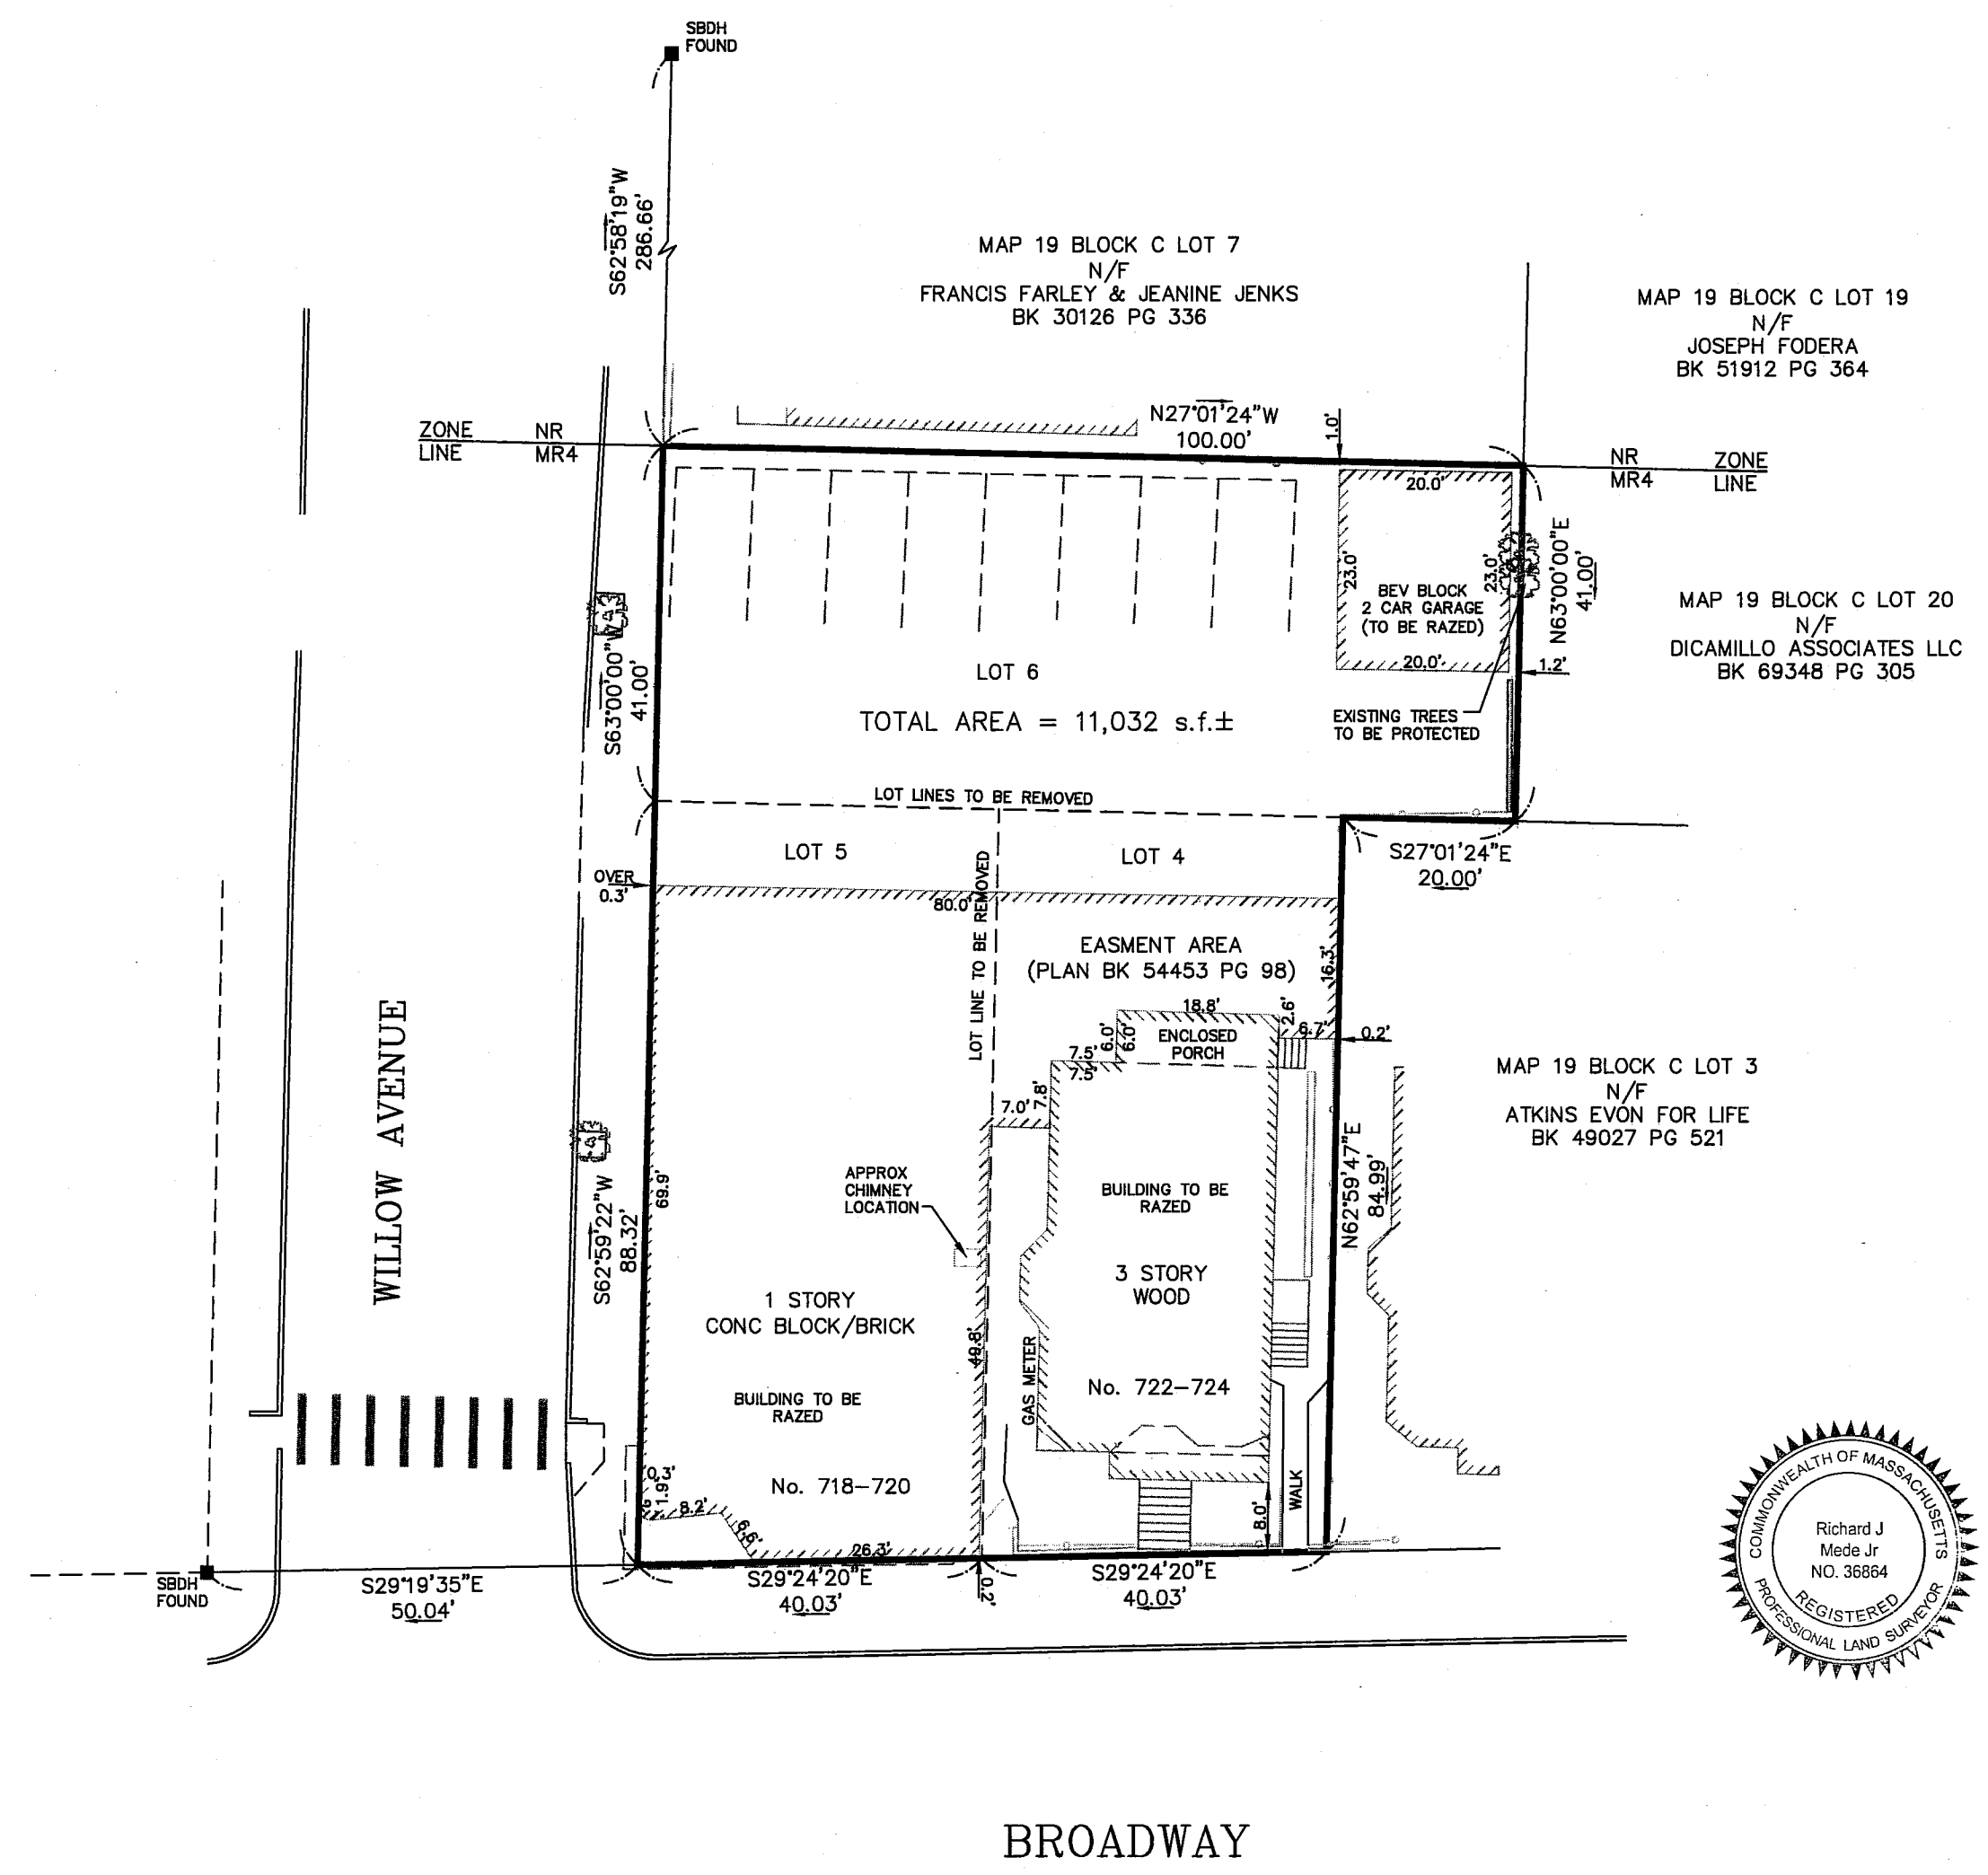 SBDH
FOUND
S62°58'19"W
286.66'
MAP 19 BLOCK C LOT 7
N/F
FRANCIS FARLEY & JEANINE JENKS
BK 30126 PG 336
MAP 19 BLOCK C LOT 19
N/F
JOSEPH FODERA
BK 51912 PG 364
ZONE
LINE
NR
MR4
N27°01'24"W
100.00'
1.0'
NR
MR4
ZONE
LINE
20.0'
23.0'
23.0'
BEV BLOCK
2 CAR GARAGE
(TO BE RAZED)
20.0'
N63°00'00"E
41.00'
1.2'
MAP 19 BLOCK C LOT 20
N/F
DICAMILLO ASSOCIATES LLC
BK 69348 PG 305
S63°00'00"W
41.00'
LOT 6
TOTAL AREA = 11,032 s.f.±
EXISTING TREES
TO BE PROTECTED
LOT LINES TO BE REMOVED
LOT 5
LOT 4
S27°01'24"E
20.00'
OVER
0.3'
80.0'
LOT LINE TO BE REMOVED
EASMENT AREA
(PLAN BK 54453 PG 98)
16.3'
18.8'
2.6'
6.7'
0.2'
6.0'
6.0'
ENCLOSED
PORCH
7.5'
7.5'
7.0'
7.8'
MAP 19 BLOCK C LOT 3
N/F
ATKINS EVON FOR LIFE
BK 49027 PG 521
WILLOW AVENUE
S62°59'22"W
88.32'
69.9'
APPROX
CHIMNEY
LOCATION
BUILDING TO BE
RAZED
N62°59'47"E
84.99'
1 STORY
CONC BLOCK/BRICK
3 STORY
WOOD
49.8'
GAS METER
No. 722-724
BUILDING TO BE
RAZED
No. 718-720
0.3'
1.9'
8.2'
6.6'
26.3'
8.0'
WALK
SBDH
FOUND
S29°19'35"E
50.04'
S29°24'20"E
40.03'
0.2'
S29°24'20"E
40.03'
COMMONWEALTH OF MASSACHUSETTS
Richard J
Mede Jr
NO. 36864
REGISTERED
PROFESSIONAL LAND SURVEYOR
BROADWAY